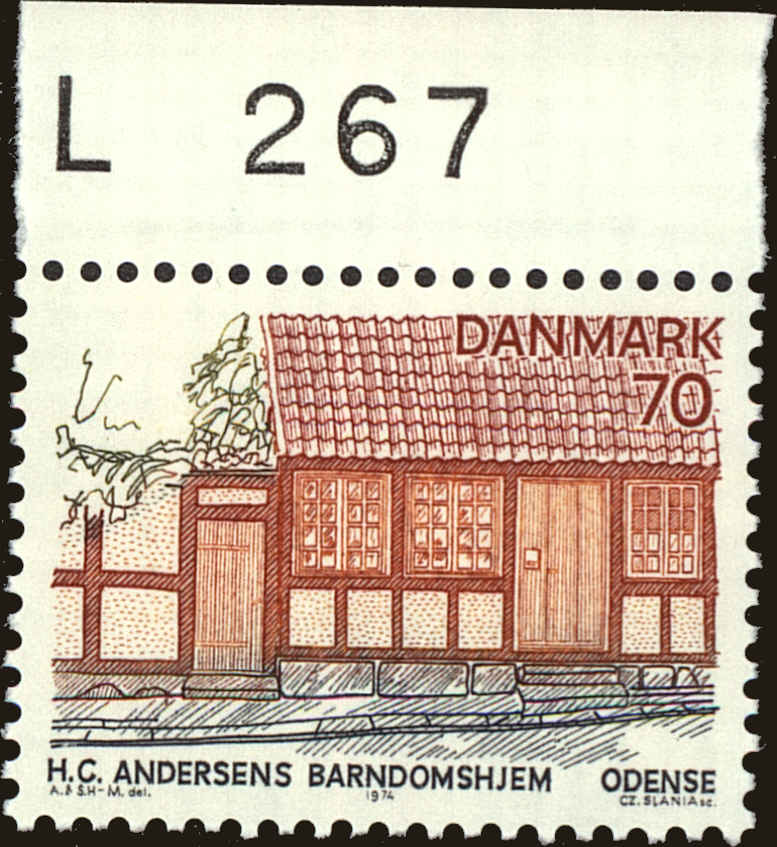 L 267
DANMARK
70
H.C. ANDERSENS BARNDOMSHJEM ODENSE
A. & S.H-M. del. 1974 CZ. SLANIA sc.